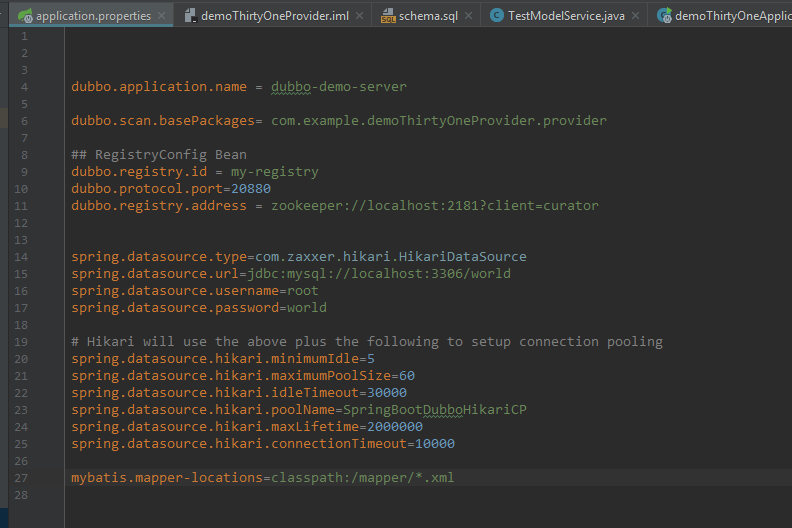 application.properties demoThirtyOneProvider.iml schema.sql TestModelService.java demoThirtyOneApplic
1
2
3
4 dubbo.application.name = dubbo-demo-server
5
6 dubbo.scan.basePackages= com.example.demoThirtyOneProvider.provider
7
8 ## RegistryConfig Bean
9 dubbo.registry.id = my-registry
10 dubbo.protocol.port=20880
11 dubbo.registry.address = zookeeper://localhost:2181?client=curator
12
13
14 spring.datasource.type=com.zaxxer.hikari.HikariDataSource
15 spring.datasource.url=jdbc:mysql://localhost:3306/world
16 spring.datasource.username=root
17 spring.datasource.password=world
18
19 # Hikari will use the above plus the following to setup connection pooling
20 spring.datasource.hikari.minimumIdle=5
21 spring.datasource.hikari.maximumPoolSize=60
22 spring.datasource.hikari.idleTimeout=30000
23 spring.datasource.hikari.poolName=SpringBootDubboHikariCP
24 spring.datasource.hikari.maxLifetime=2000000
25 spring.datasource.hikari.connectionTimeout=10000
26
27 mybatis.mapper-locations=classpath:/mapper/*.xml
28